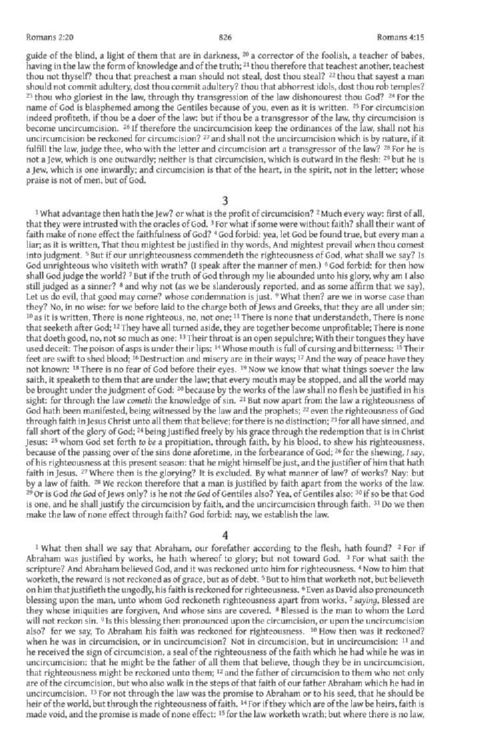 Romans 2:20 826 Romans 4:15
guide of the blind, a light of them that are in darkness, 20 a corrector of the foolish, a teacher of babes,
having in the law the form of knowledge and of the truth; 21 thou therefore that teachest another, teachest
thou not thyself? thou that preachest a man should not steal, dost thou steal? 22 thou that sayest a man
should not commit adultery, dost thou commit adultery? thou that abhorrest idols, dost thou rob temples?
23 thou who gloriest in the law, through thy transgression of the law dishonourest thou God? 24 For the
name of God is blasphemed among the Gentiles because of you, even as it is written. 25 For circumcision
indeed profiteth, if thou be a doer of the law: but if thou be a transgressor of the law, thy circumcision is
become uncircumcision. 26 If therefore the uncircumcision keep the ordinances of the law, shall not his
uncircumcision be reckoned for circumcision? 27 and shall not the uncircumcision which is by nature, if it
fulfill the law, judge thee, who with the letter and circumcision art a transgressor of the law? 28 For he is
not a Jew, which is one outwardly; neither is that circumcision, which is outward in the flesh: 29 but he is
a Jew, which is one inwardly; and circumcision is that of the heart, in the spirit, not in the letter; whose
praise is not of men, but of God.
3
1 What advantage then hath the Jew? or what is the profit of circumcision? 2 Much every way: first of all,
that they were intrusted with the oracles of God. 3 For what if some were without faith? shall their want of
faith make of none effect the faithfulness of God? 4 God forbid: yea, let God be found true, but every man a
liar; as it is written, That thou mightest be justified in thy words, And mightest prevail when thou comest
into judgment. 5 But if our unrighteousness commendeth the righteousness of God, what shall we say? Is
God unrighteous who visiteth with wrath? (I speak after the manner of men.) 6 God forbid: for then how
shall God judge the world? 7 But if the truth of God through my lie abounded unto his glory, why am I also
still judged as a sinner? 8 and why not (as we be slanderously reported, and as some affirm that we say),
Let us do evil, that good may come? whose condemnation is just. 9 What then? are we in worse case than
they? No, in no wise: for we before laid to the charge both of Jews and Greeks, that they are all under sin;
10 as it is written, There is none righteous, no, not one; 11 There is none that understandeth, There is none
that seeketh after God; 12 They have all turned aside, they are together become unprofitable; There is none
that doeth good, no, not so much as one: 13 Their throat is an open sepulchre; With their tongues they have
used deceit: The poison of asps is under their lips: 14 Whose mouth is full of cursing and bitterness: 15 Their
feet are swift to shed blood; 16 Destruction and misery are in their ways; 17 And the way of peace have they
not known: 18 There is no fear of God before their eyes. 19 Now we know that what things soever the law
saith, it speaketh to them that are under the law; that every mouth may be stopped, and all the world may
be brought under the judgment of God: 20 because by the works of the law shall no flesh be justified in his
sight: for through the law cometh the knowledge of sin. 21 But now apart from the law a righteousness of
God hath been manifested, being witnessed by the law and the prophets; 22 even the righteousness of God
through faith in Jesus Christ unto all them that believe; for there is no distinction; 23 for all have sinned, and
fall short of the glory of God; 24 being justified freely by his grace through the redemption that is in Christ
Jesus: 25 whom God set forth to be a propitiation, through faith, by his blood, to shew his righteousness,
because of the passing over of the sins done aforetime, in the forbearance of God; 26 for the shewing, I say,
of his righteousness at this present season: that he might himself be just, and the justifier of him that hath
faith in Jesus. 27 Where then is the glorying? It is excluded. By what manner of law? of works? Nay: but
by a law of faith. 28 We reckon therefore that a man is justified by faith apart from the works of the law.
29 Or is God the God of Jews only? is he not the God of Gentiles also? Yea, of Gentiles also: 30 if so be that God
is one, and he shall justify the circumcision by faith, and the uncircumcision through faith. 31 Do we then
make the law of none effect through faith? God forbid: nay, we establish the law.
4
1 What then shall we say that Abraham, our forefather according to the flesh, hath found? 2 For if
Abraham was justified by works, he hath whereof to glory; but not toward God. 3 For what saith the
scripture? And Abraham believed God, and it was reckoned unto him for righteousness. 4 Now to him that
worketh, the reward is not reckoned as of grace, but as of debt. 5 But to him that worketh not, but believeth
on him that justifieth the ungodly, his faith is reckoned for righteousness. 6 Even as David also pronounceth
blessing upon the man, unto whom God reckoneth righteousness apart from works, 7 saying, Blessed are
they whose iniquities are forgiven, And whose sins are covered. 8 Blessed is the man to whom the Lord
will not reckon sin. 9 Is this blessing then pronounced upon the circumcision, or upon the uncircumcision
also? for we say, To Abraham his faith was reckoned for righteousness. 10 How then was it reckoned?
when he was in circumcision, or in uncircumcision? Not in circumcision, but in uncircumcision: 11 and
he received the sign of circumcision, a seal of the righteousness of the faith which he had while he was in
uncircumcision: that he might be the father of all them that believe, though they be in uncircumcision,
that righteousness might be reckoned unto them; 12 and the father of circumcision to them who not only
are of the circumcision, but who also walk in the steps of that faith of our father Abraham which he had in
uncircumcision. 13 For not through the law was the promise to Abraham or to his seed, that he should be
heir of the world, but through the righteousness of faith. 14 For if they which are of the law be heirs, faith is
made void, and the promise is made of none effect: 15 for the law worketh wrath; but where there is no law,